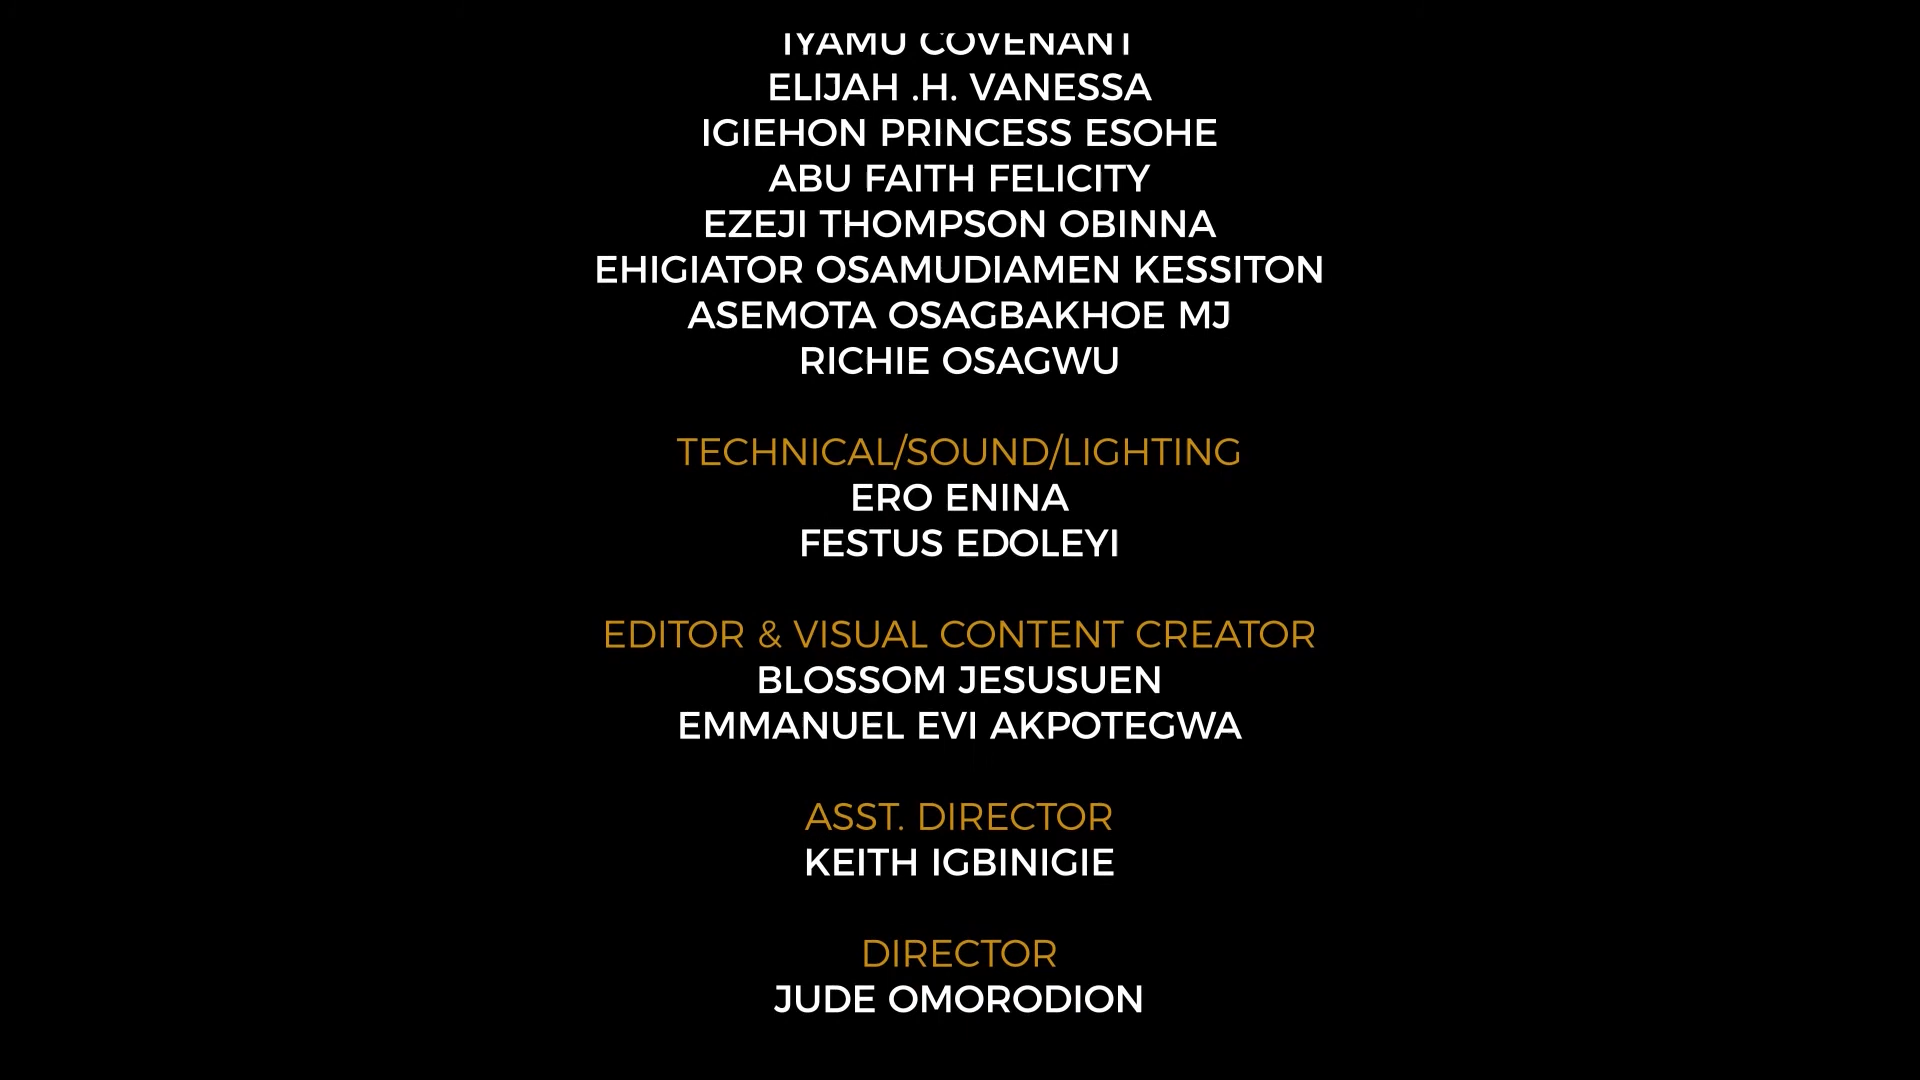 IYAMU COVENANT
ELIJAH .H. VANESSA
IGIEHON PRINCESS ESOHE
ABU FAITH FELICITY
EZEJI THOMPSON OBINNA
EHIGIATOR OSAMUDIAMEN KESSITON
ASEMOTA OSAGBAKHOE MJ
RICHIE OSAGWU
TECHNICAL/SOUND/LIGHTING
ERO ENINA
FESTUS EDOLEYI
EDITOR & VISUAL CONTENT CREATOR
BLOSSOM JESUSUEN
EMMANUEL EVI AKPOTEGWA
ASST. DIRECTOR
KEITH IGBINIGIE
DIRECTOR
JUDE OMORODION